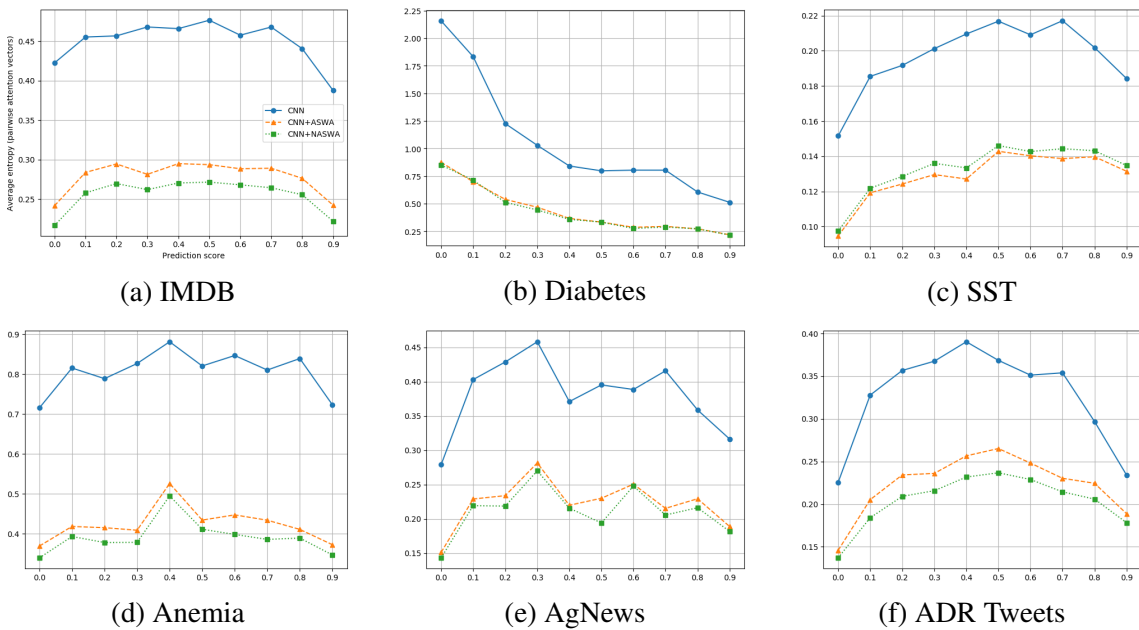 Average entropy (pairwise attention vectors)
0.45
0.40
0.35
0.30
0.25
CNN
CNN+ASWA
CNN+NASWA
0.0 0.1 0.2 0.3 0.4 0.5 0.6 0.7 0.8 0.9
Prediction score
(a) IMDB
2.25
2.00
1.75
1.50
1.25
1.00
0.75
0.50
0.25
0.0 0.1 0.2 0.3 0.4 0.5 0.6 0.7 0.8 0.9
(b) Diabetes
0.22
0.20
0.18
0.16
0.14
0.12
0.10
0.0 0.1 0.2 0.3 0.4 0.5 0.6 0.7 0.8 0.9
(c) SST
0.9
0.8
0.7
0.6
0.5
0.4
0.0 0.1 0.2 0.3 0.4 0.5 0.6 0.7 0.8 0.9
(d) Anemia
0.45
0.40
0.35
0.30
0.25
0.20
0.15
0.0 0.1 0.2 0.3 0.4 0.5 0.6 0.7 0.8 0.9
(e) AgNews
0.40
0.35
0.30
0.25
0.20
0.15
0.0 0.1 0.2 0.3 0.4 0.5 0.6 0.7 0.8 0.9
(f) ADR Tweets